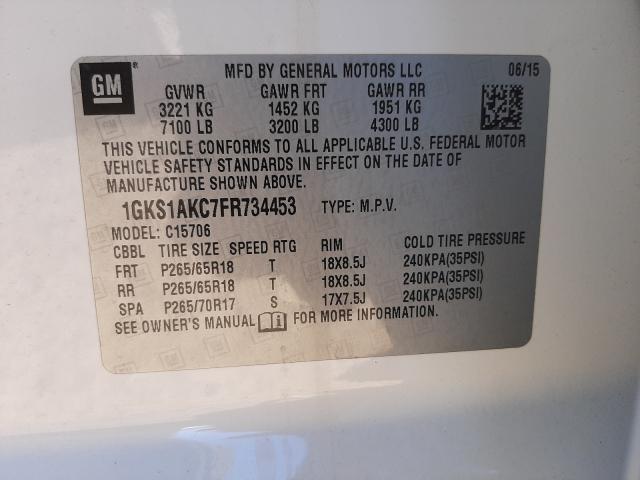 GM ® MFD BY GENERAL MOTORS LLC 06/15
GVWR GAWR FRT GAWR RR
3221 KG 1452 KG 1951 KG
7100 LB 3200 LB 4300 LB
THIS VEHICLE CONFORMS TO ALL APPLICABLE U.S. FEDERAL MOTOR
VEHICLE SAFETY STANDARDS IN EFFECT ON THE DATE OF
MANUFACTURE SHOWN ABOVE.
1GKS1AKC7FR734453 TYPE: M.P.V.
MODEL: C15706
CBBL TIRE SIZE SPEED RTG RIM COLD TIRE PRESSURE
FRT P265/65R18 T 18X8.5J 240KPA(35PSI)
RR P265/65R18 T 18X8.5J 240KPA(35PSI)
SPA P265/70R17 S 17X7.5J 240KPA(35PSI)
SEE OWNER'S MANUAL FOR MORE INFORMATION.